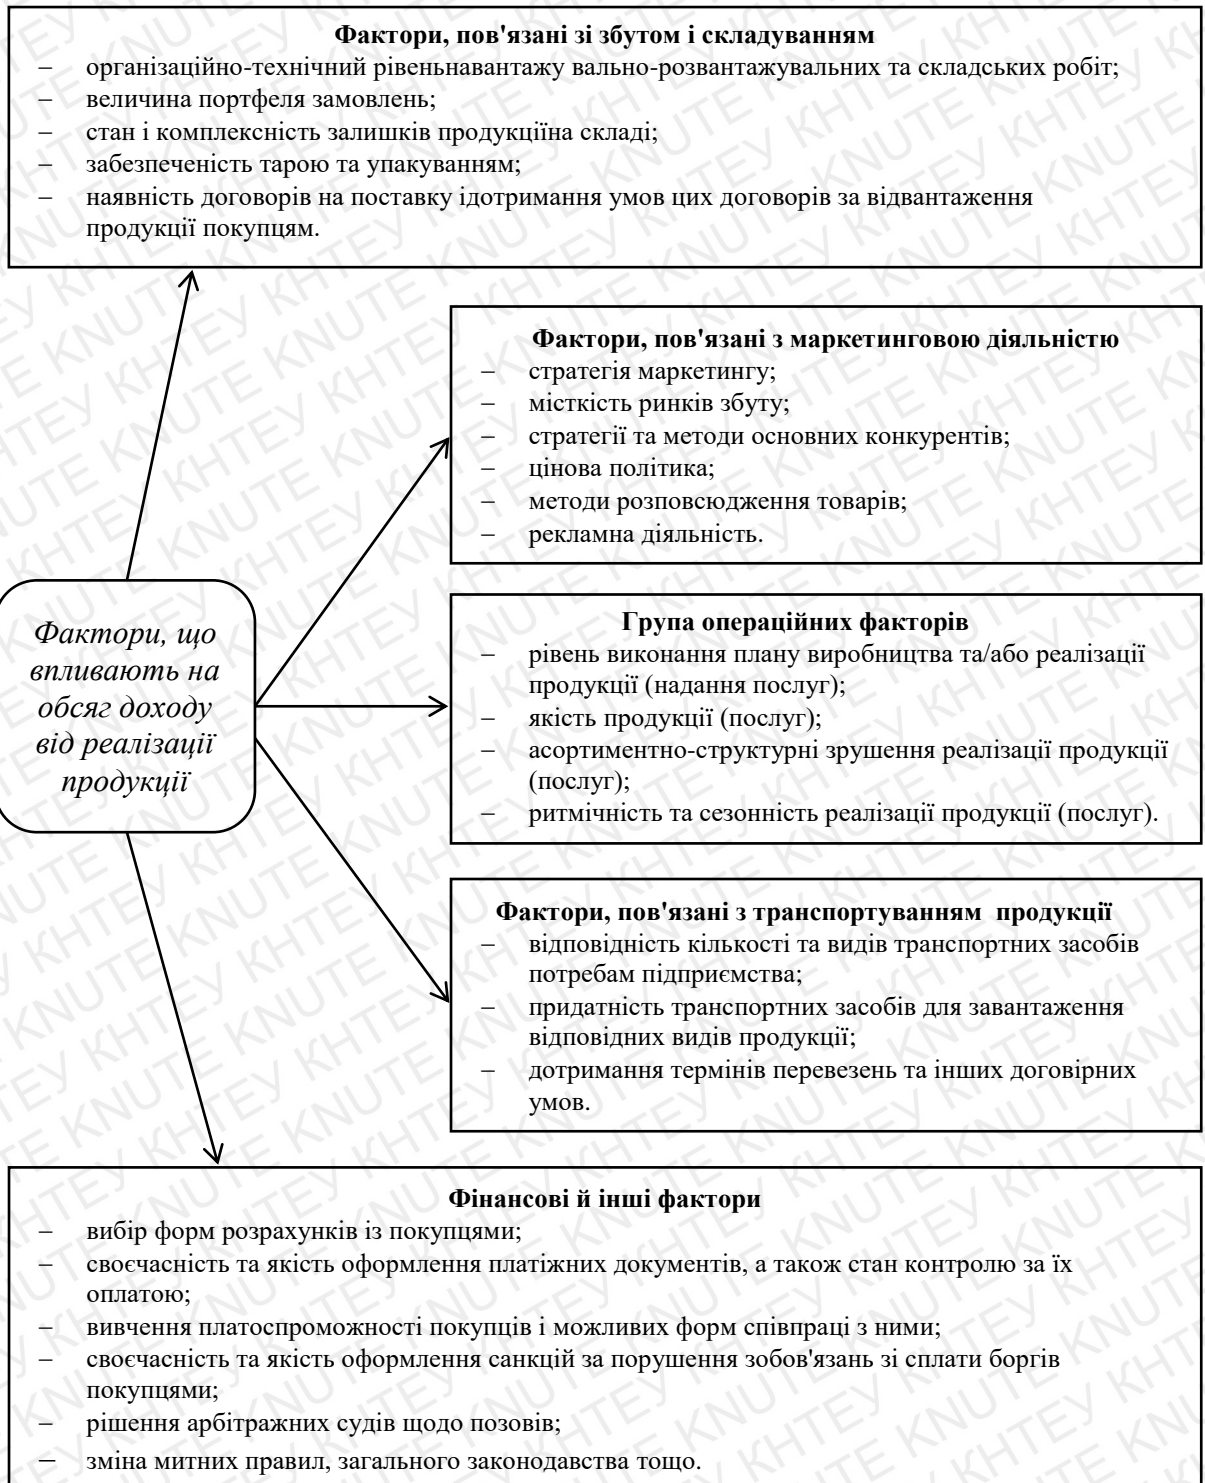 Фактори, пов'язані зі збутом і складуванням
– організаційно-технічний рівеньнавантажу вально-розвантажувальних та складських робіт;
– величина портфеля замовлень;
– стан і комплексність залишків продукціїна складі;
– забезпеченість тарою та упакуванням;
– наявність договорів на поставку ідотримання умов цих договорів за відвантаження
продукції покупцям.
Фактори, пов'язані з маркетинговою діяльністю
– стратегія маркетингу;
– місткість ринків збуту;
– стратегії та методи основних конкурентів;
– цінова політика;
– методи розповсюдження товарів;
– рекламна діяльність.
Фактори, що
впливають на
обсяг доходу
від реалізації
продукції
Група операційних факторів
– рівень виконання плану виробництва та/або реалізації
продукції (надання послуг);
– якість продукції (послуг);
– асортиментно-структурні зрушення реалізації продукції
(послуг);
– ритмічність та сезонність реалізації продукції (послуг).
Фактори, пов'язані з транспортуванням продукції
– відповідність кількості та видів транспортних засобів
потребам підприємства;
– придатність транспортних засобів для завантаження
відповідних видів продукції;
– дотримання термінів перевезень та інших договірних
умов.
Фінансові й інші фактори
– вибір форм розрахунків із покупцями;
– своєчасність та якість оформлення платіжних документів, а також стан контролю за їх
оплатою;
– вивчення платоспроможності покупців і можливих форм співпраці з ними;
– своєчасність та якість оформлення санкцій за порушення зобов'язань зі сплати боргів
покупцями;
– рішення арбітражних судів щодо позовів;
– зміна митних правил, загального законодавства тощо.